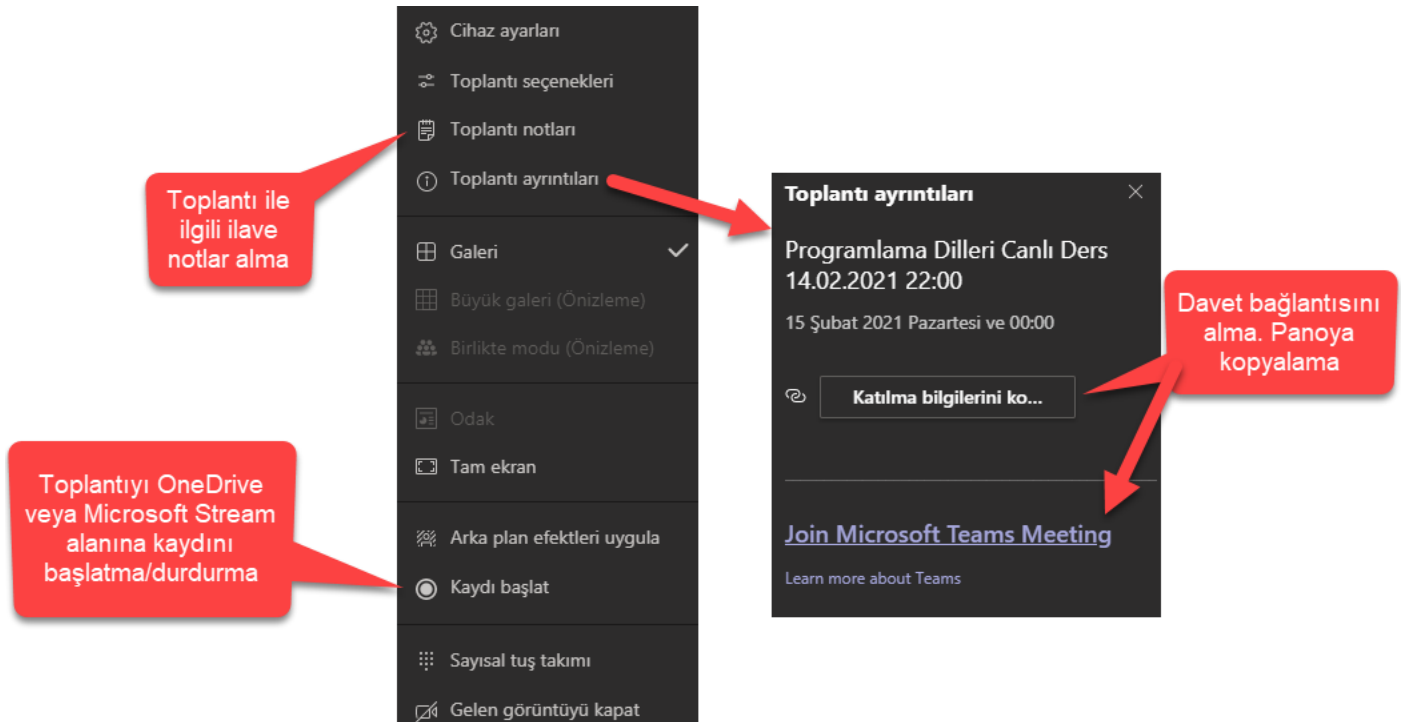 Cihaz ayarları
Toplantı seçenekleri
Toplantı notları
Toplantı ayrıntıları
Galeri
Büyük galeri (Önizleme)
Birlikte modu (Önizleme)
Odak
Tam ekran
Arka plan efektleri uygula
Kaydı başlat
Sayısal tuş takımı
Gelen görüntüyü kapat
Toplantı ile
ilgili ilave
notlar alma
Toplantıyı OneDrive
veya Microsoft Stream
alanına kaydını
başlatma/durdurma
Toplantı ayrıntıları
Programlama Dilleri Canlı Ders
14.02.2021 22:00
15 Şubat 2021 Pazartesi ve 00:00
Katılma bilgilerini ko...
Join Microsoft Teams Meeting
Learn more about Teams
Davet bağlantısını
alma. Panoya
kopyalama